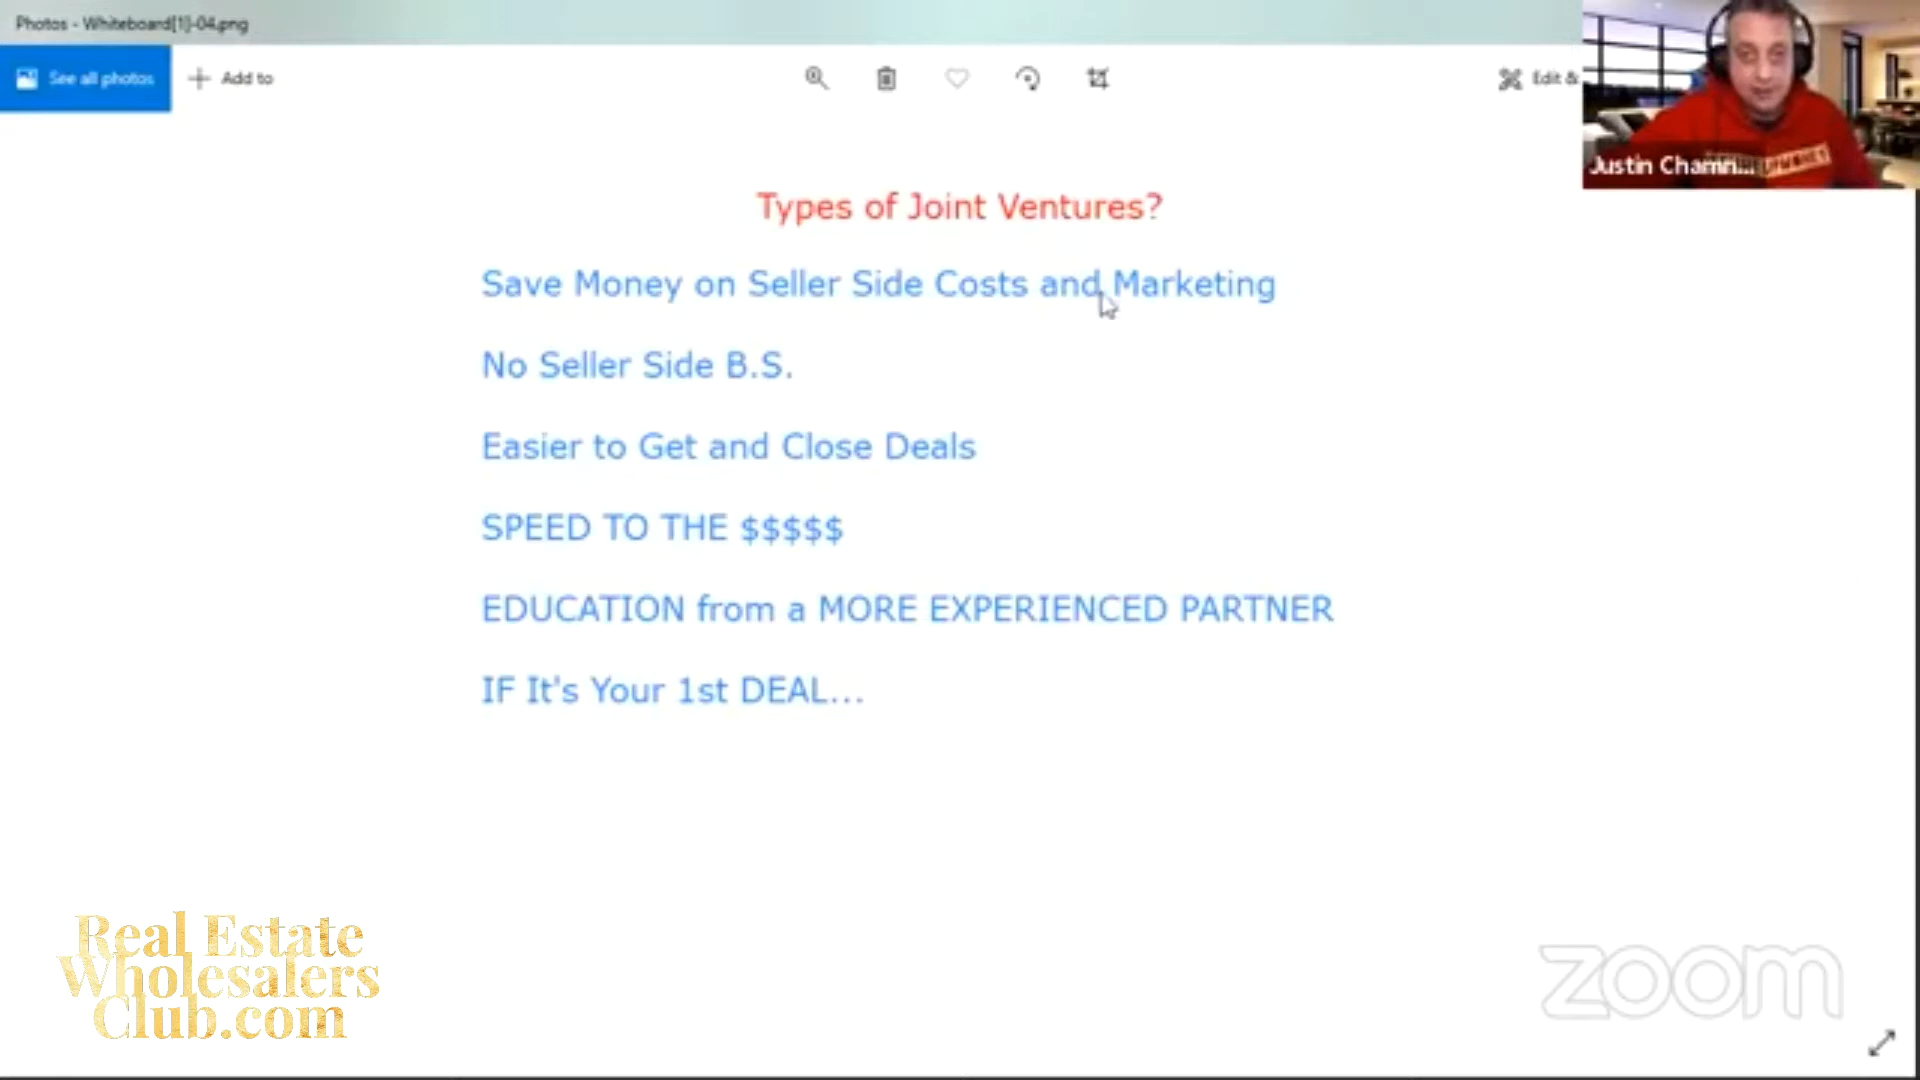 Photos - Whiteboard[1]-04.png
See all photos
Add to
Edit &
Justin Chamn...
Types of Joint Ventures?
Save Money on Seller Side Costs and Marketing
No Seller Side B.S.
Easier to Get and Close Deals
SPEED TO THE $$$$$
EDUCATION from a MORE EXPERIENCED PARTNER
IF It's Your 1st DEAL...
Real Estate
Wholesalers
Club.com
zoom